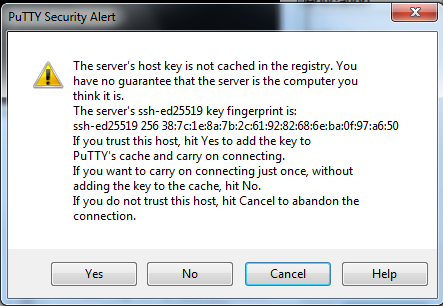 PuTTY Security Alert
The server's host key is not cached in the registry. You
have no guarantee that the server is the computer you
think it is.
The server's ssh-ed25519 key fingerprint is:
ssh-ed25519 256 38:7c:1e:8a:7b:2c:61:92:82:68:6e:ba:0f:97:a6:50
If you trust this host, hit Yes to add the key to
PuTTY's cache and carry on connecting.
If you want to carry on connecting just once, without
adding the key to the cache, hit No.
If you do not trust this host, hit Cancel to abandon the
connection.
Yes No Cancel Help